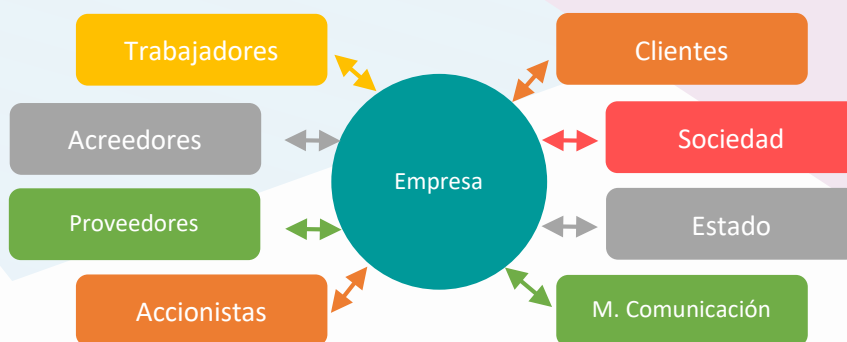 Trabajadores
Clientes
Acreedores
Sociedad
Empresa
Proveedores
Estado
Accionistas
M. Comunicación